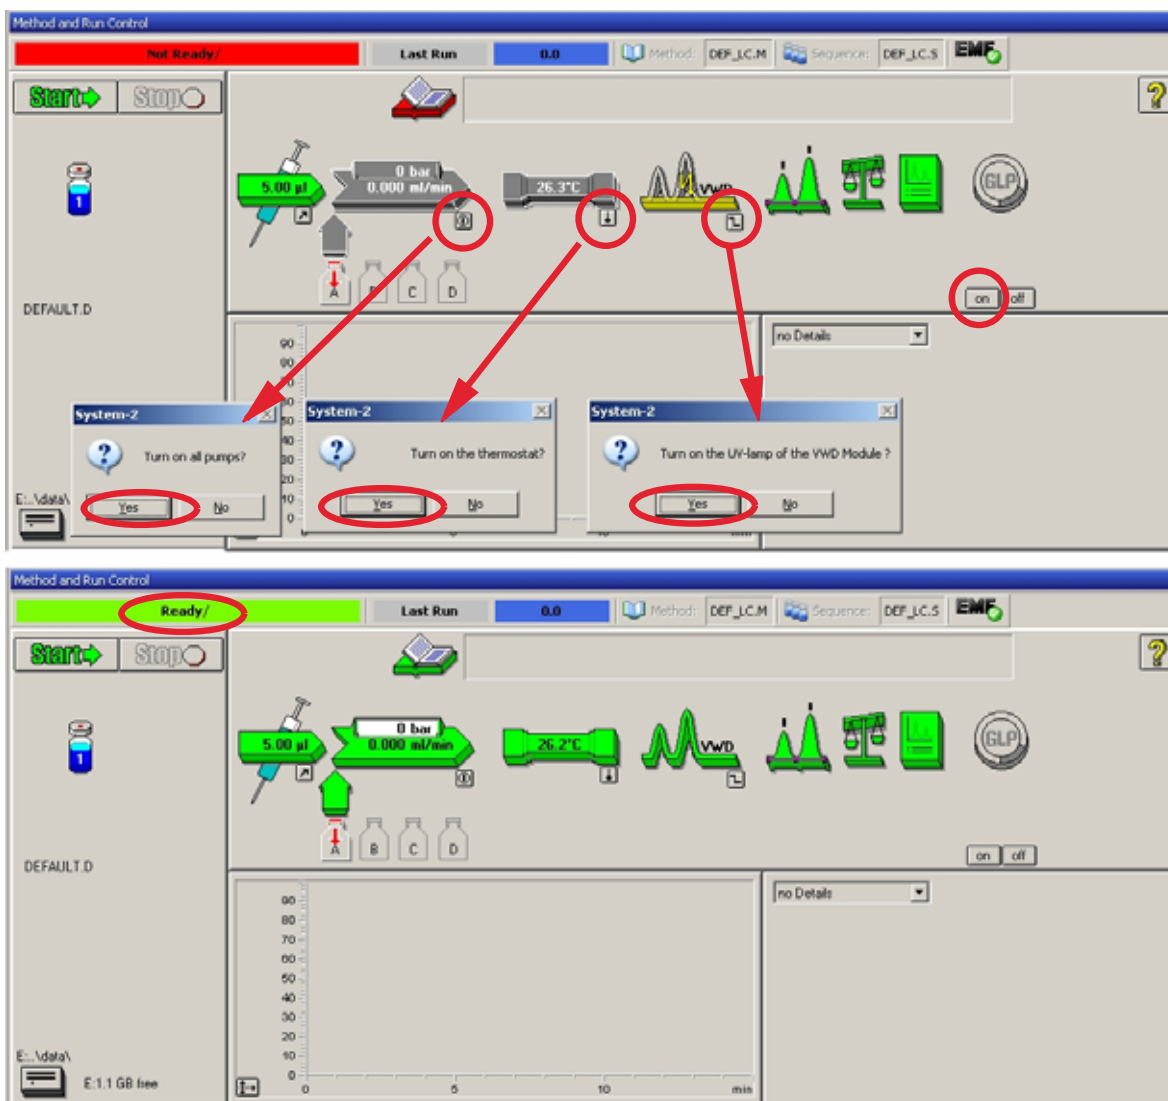 Method and Run Control
Not Ready/ Last Run 0.0 Method: DEF_LC.M Sequence: DEF_LC.S EMF
Start Stop ?
0 bar
5.00 µl 0.000 ml/min 26.3°C VWD GLP
1
A C D
on off
DEFAULT.D
no Details
90
System-2 System-2 System-2
Turn on all pumps? Turn on the thermostat? Turn on the UV-lamp of the VWD Module ?
Yes No Yes No Yes No
E:...\data\
0
min
Method and Run Control
Ready/ Last Run 0.0 Method: DEF_LC.M Sequence: DEF_LC.S EMF
Start Stop ?
0 bar
5.00 µl 0.000 ml/min 26.2°C VWD GLP
1
A B C D
on off
DEFAULT.D
no Details
90
80
70
60
50
40
30
20
10
0
0 5 10 min
E:...\data\
E:1.1 GB free